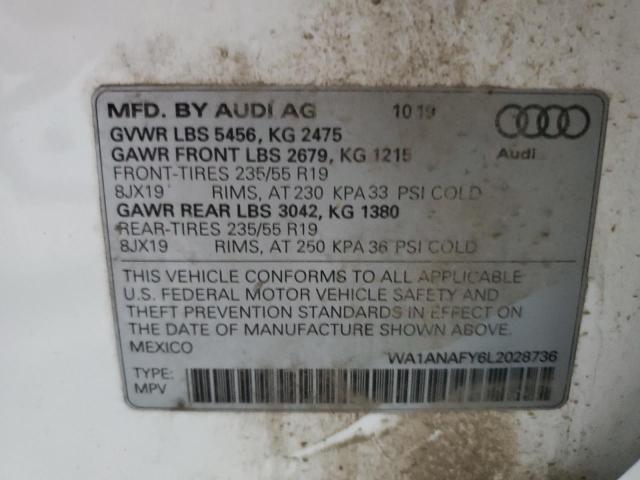 MFD. BY AUDI AG 10 19
GVWR LBS 5456, KG 2475
GAWR FRONT LBS 2679, KG 1215
Audi
FRONT-TIRES 235/55 R19
8JX19 RIMS, AT 230 KPA 33 PSI COLD
GAWR REAR LBS 3042, KG 1380
REAR-TIRES 235/55 R19
8JX19 RIMS, AT 250 KPA 36 PSI COLD
THIS VEHICLE CONFORMS TO ALL APPLICABLE
U.S. FEDERAL MOTOR VEHICLE SAFETY AND
THEFT PREVENTION STANDARDS IN EFFECT ON
THE DATE OF MANUFACTURE SHOWN ABOVE.
MEXICO WA1ANAFY6L2028736
TYPE:
MPV